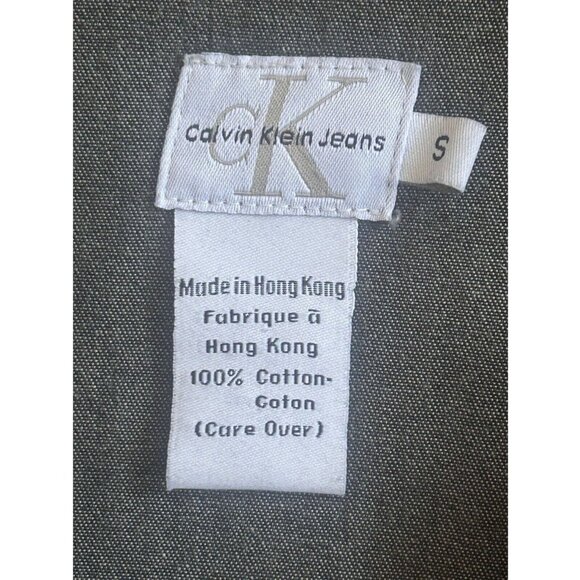 cK
Calvin Klein Jeans
S
Made in Hong Kong
Fabrique ā
Hong Kong
100% Cotton-
Coton
(Care Over)